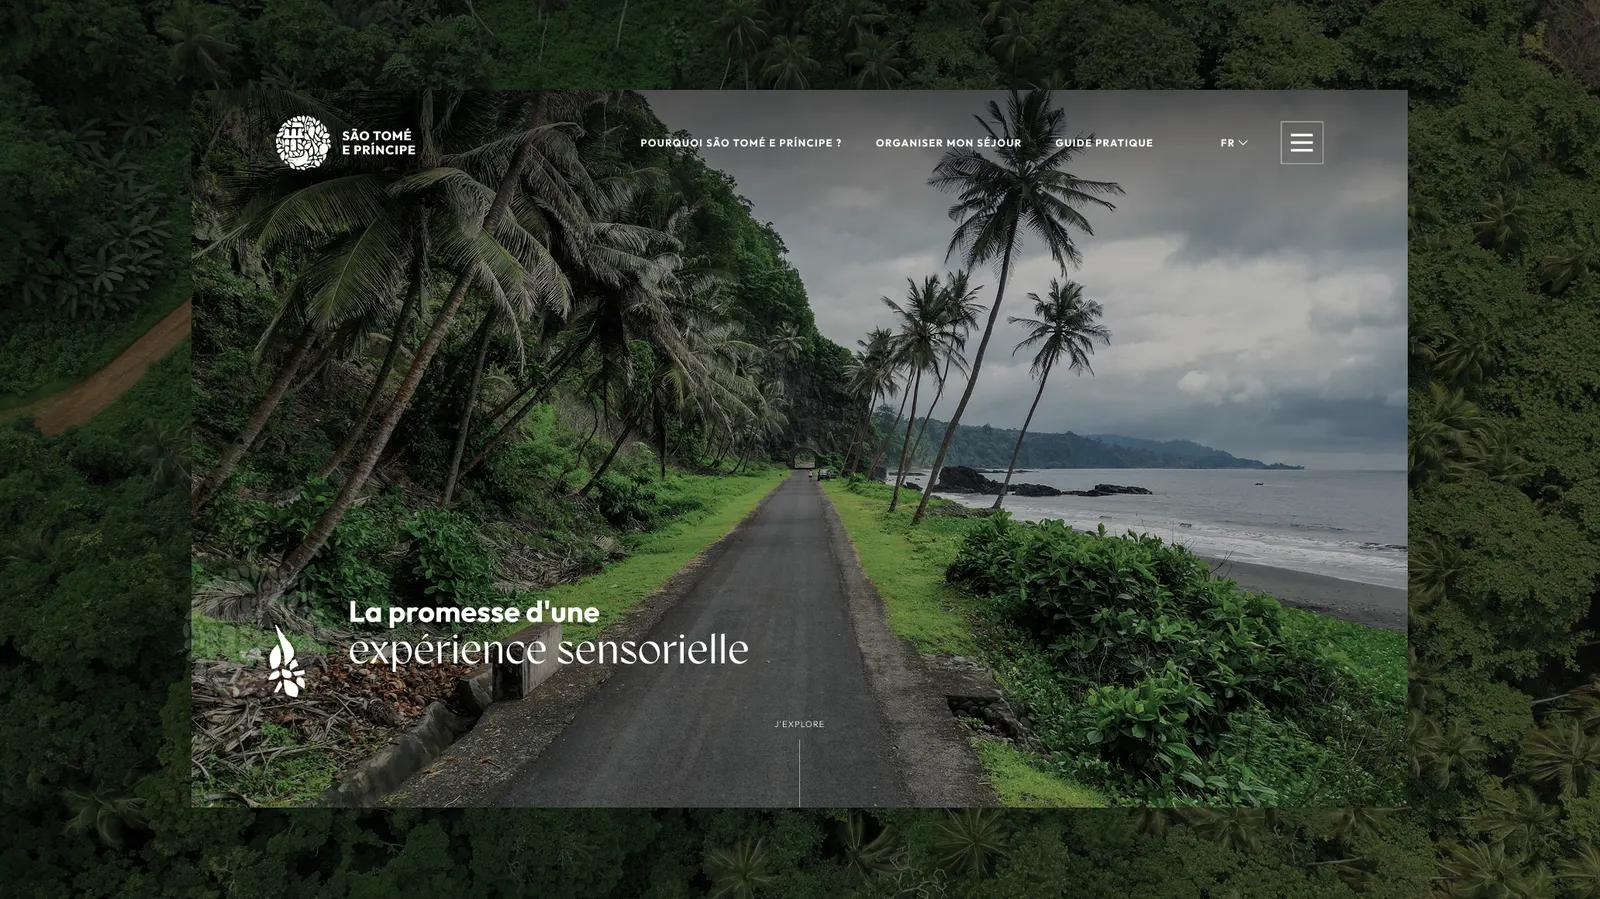 SÃO TOMÉ
E PRÍNCIPE
POURQUOI SÃO TOMÉ E PRÍNCIPE ?
ORGANISER MON SÉJOUR
GUIDE PRATIQUE
FR
La promesse d'une
expérience sensorielle
J'EXPLORE